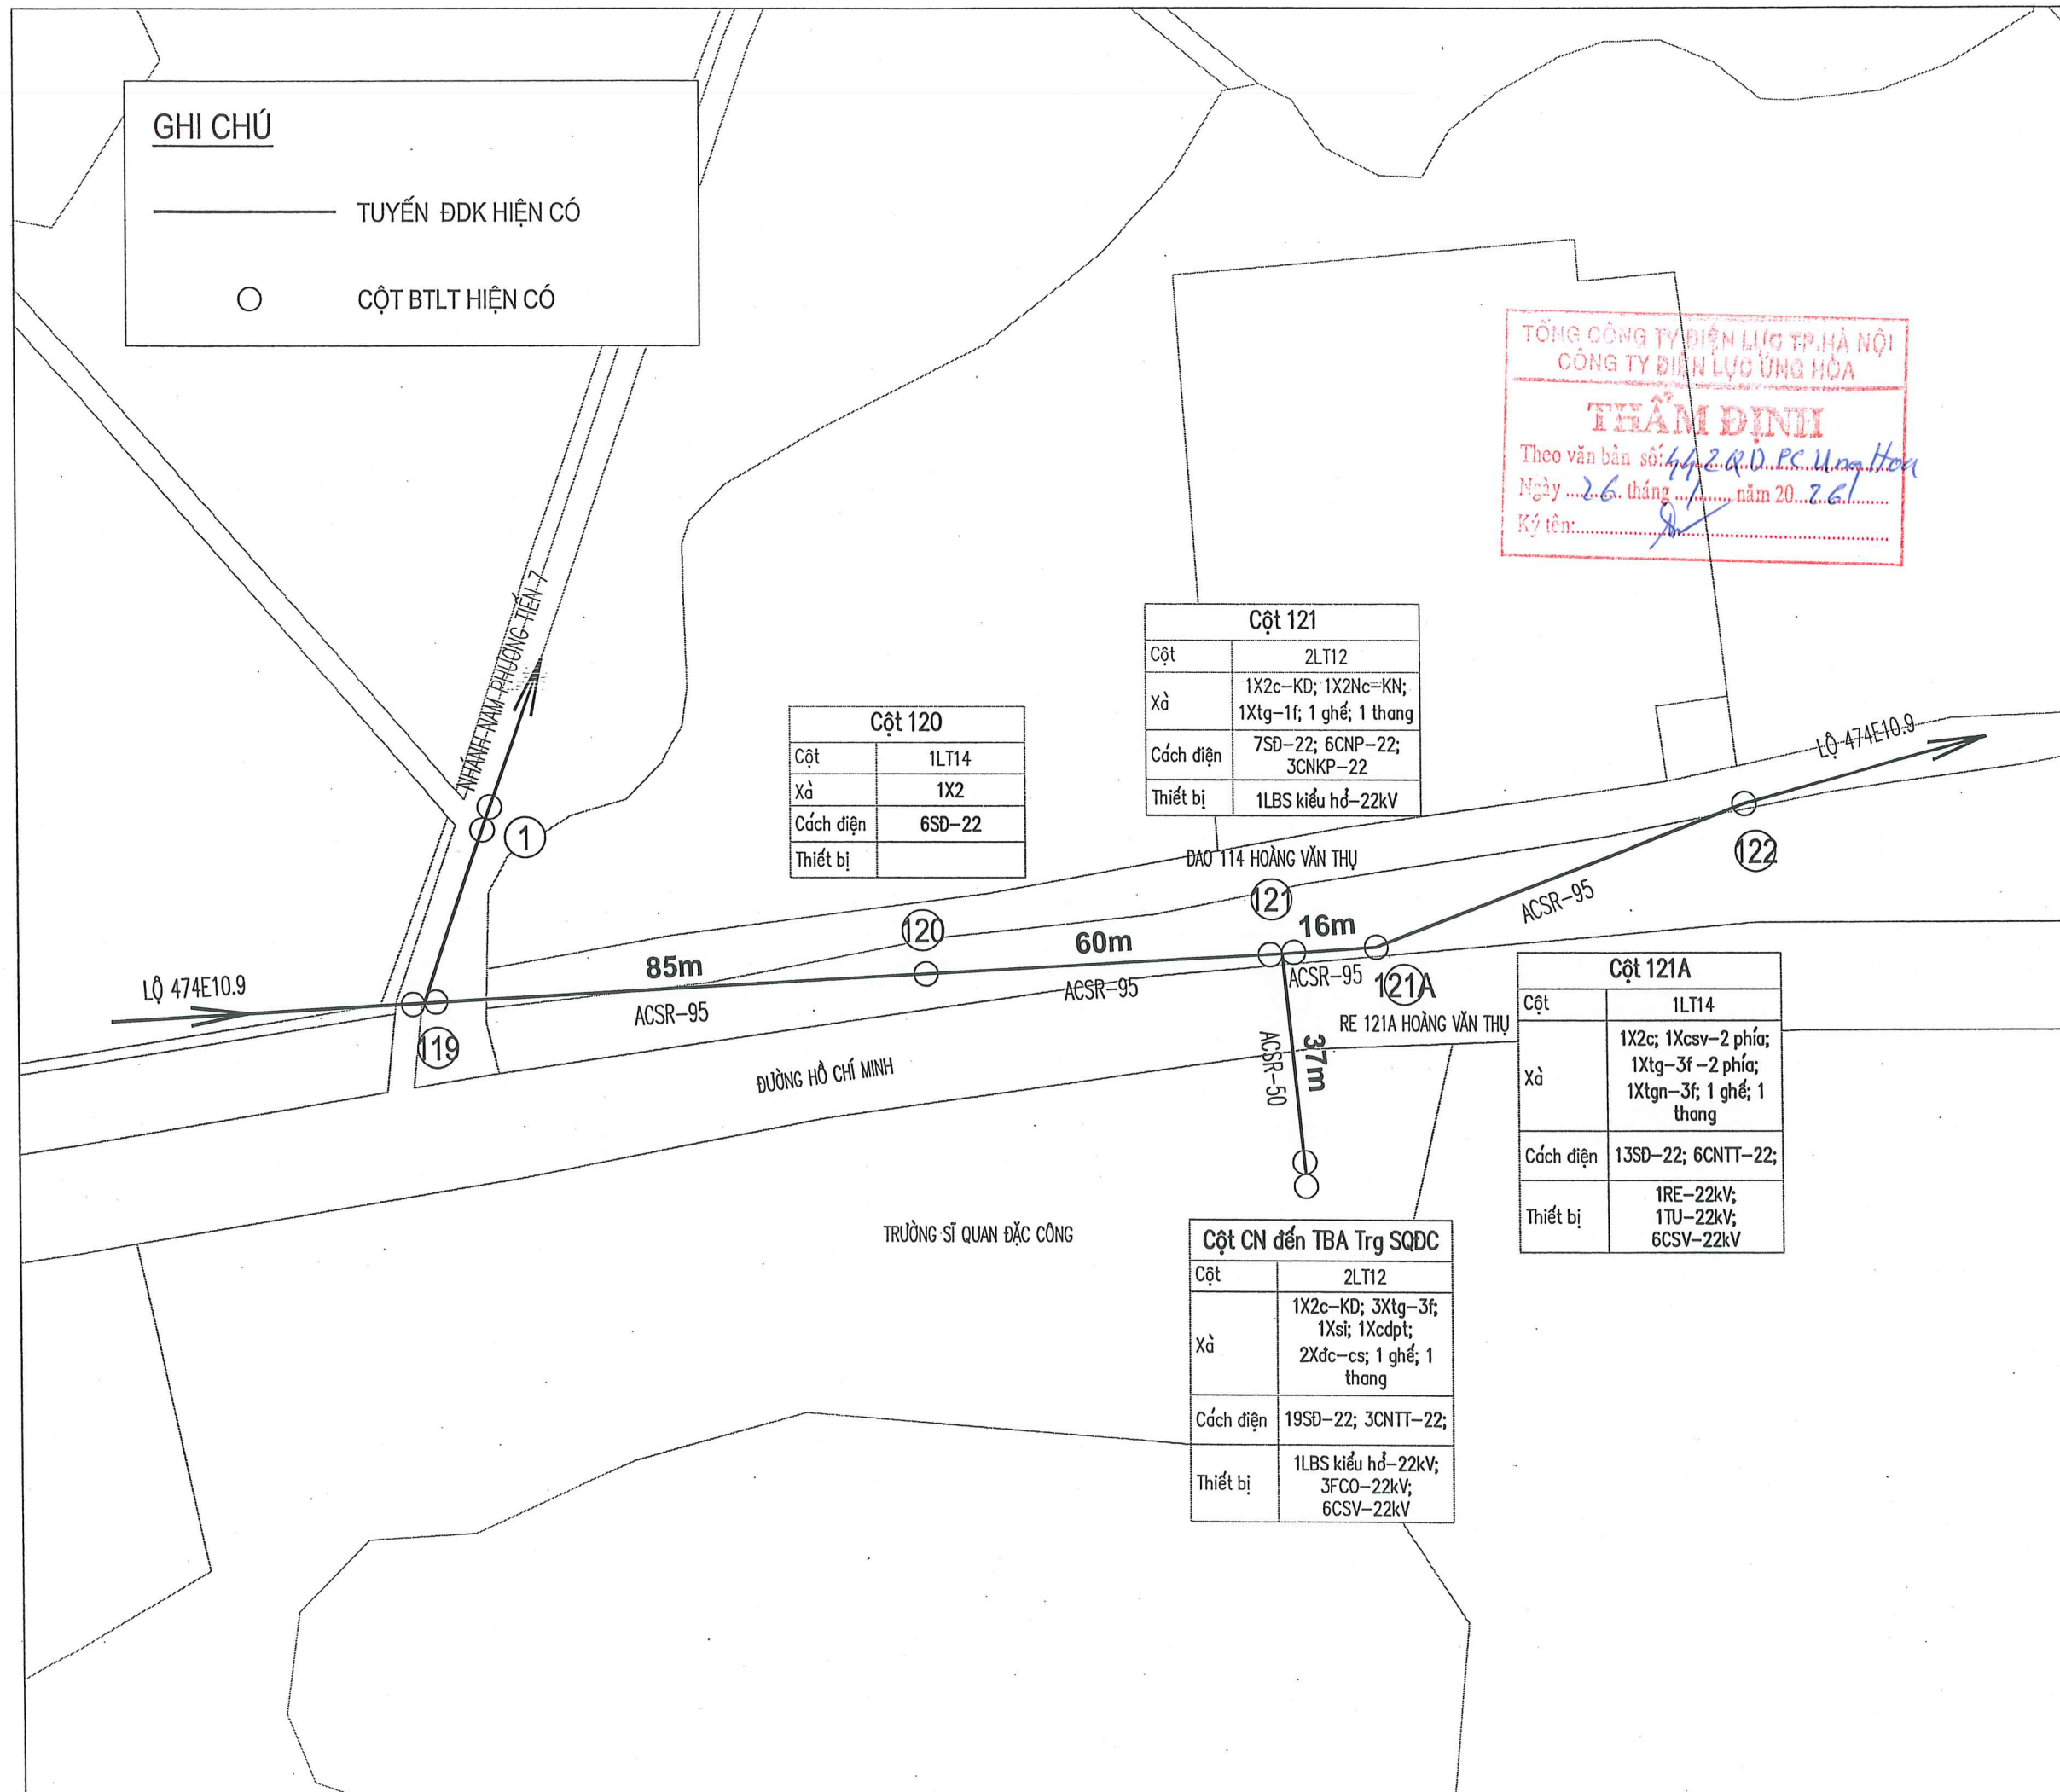 GHI CHÚ
TUYẾN ĐDK HIỆN CÓ
CỘT BTLT HIỆN CÓ
TỔNG CÔNG TY ĐIỆN LỰC TP.HÀ NỘI
CÔNG TY ĐIỆN LỰC ỨNG HÒA
THẨM ĐỊNH
Theo văn bản số: 442 QD PC Ung Hoa
Ngày 26 tháng 1 năm 2026
Ký tên:
NHÁNH NAM PHƯƠNG TIẾN 7
1
Cột 120
Cột 1LT14
Xà 1X2
Cách điện 6SĐ-22
Thiết bị
Cột 121
Cột 2LT12
Xà 1X2c-KD; 1X2Nc=KN;
1Xtg-1f; 1 ghế; 1 thang
Cách điện 7SĐ-22; 6CNP-22;
3CNKP-22
Thiết bị 1LBS kiểu hở-22kV
LỘ 474E10.9
122
DAO 114 HOÀNG VĂN THỤ
121
120
ACSR-95
16m
60m
85m
LỘ 474E10.9
119
ACSR-95
ACSR-95
ACSR-95
121A
RE 121A HOÀNG VĂN THỤ
ĐƯỜNG HỒ CHÍ MINH
ACSR-50
37m
Cột 121A
Cột 1LT14
Xà 1X2c; 1Xcsv-2 phía;
1Xtg-3f-2 phía;
1Xtgn-3f; 1 ghế; 1
thang
Cách điện 13SĐ-22; 6CNTT-22;
Thiết bị 1RE-22kV;
1TU-22kV;
6CSV-22kV
TRƯỜNG SĨ QUAN ĐẶC CÔNG
Cột CN đến TBA Trg SQĐC
Cột 2LT12
Xà 1X2c-KD; 3Xtg-3f;
1Xsi; 1Xcdpt;
2Xđc-cs; 1 ghế; 1
thang
Cách điện 19SĐ-22; 3CNTT-22;
Thiết bị 1LBS kiểu hở-22kV;
3FCO-22kV;
6CSV-22kV